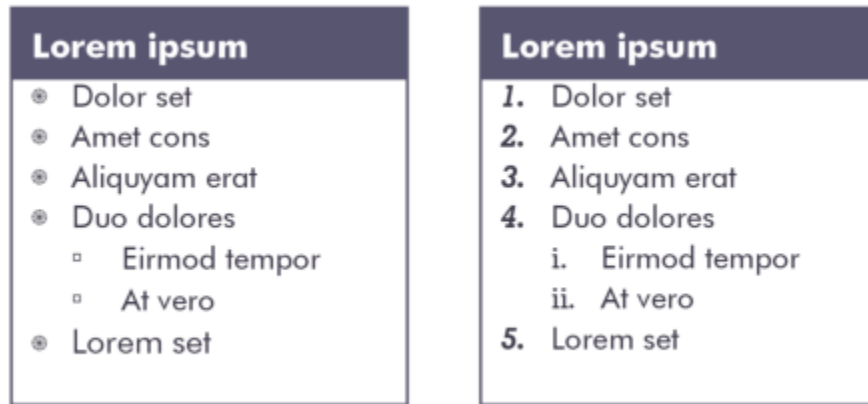 Lorem ipsum
Dolor set
Amet cons
Aliquyam erat
Duo dolores
▫ Eirmod tempor
▫ At vero
Lorem set
Lorem ipsum
1. Dolor set
2. Amet cons
3. Aliquyam erat
4. Duo dolores
i. Eirmod tempor
ii. At vero
5. Lorem set